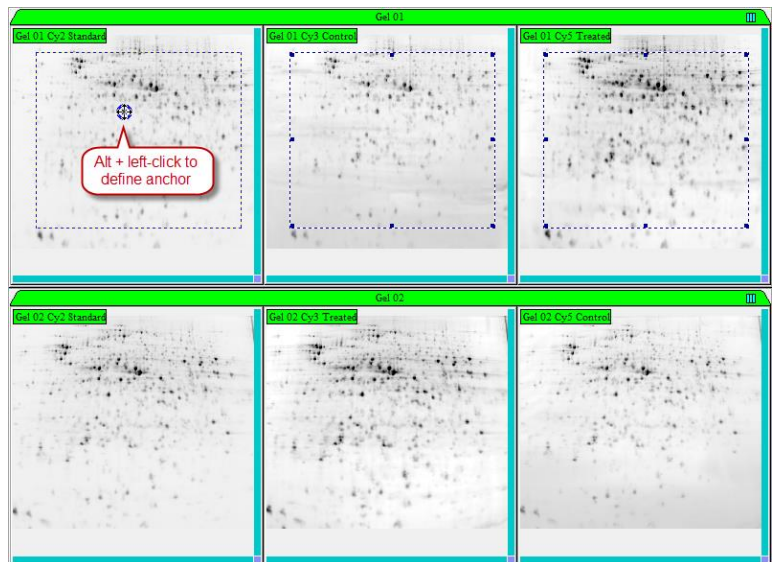 Gel 01
Gel 01 Cy2 Standard
Gel 01 Cy3 Control
Gel 01 Cy5 Treated
Alt + left-click to
define anchor
Gel 02
Gel 02 Cy2 Standard
Gel 02 Cy3 Treated
Gel 02 Cy5 Control